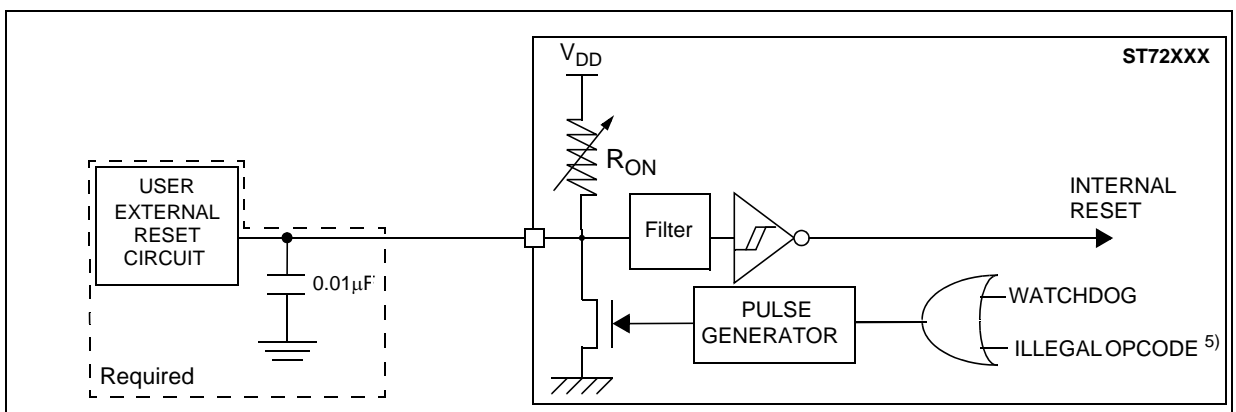 ST72XXX
VDD
RON
USER
EXTERNAL
RESET
CIRCUIT
0.01μF
Required
Filter
INTERNAL
RESET
PULSE
GENERATOR
WATCHDOG
ILLEGAL OPCODE 5)